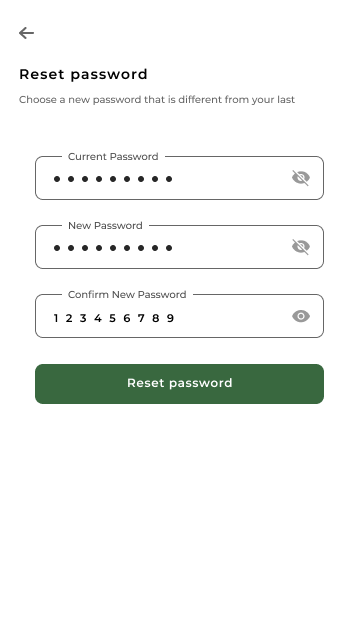 Reset password
Choose a new password that is different from your last
Current Password
•••••••••
New Password
•••••••••
Confirm New Password
1 2 3 4 5 6 7 8 9
Reset password